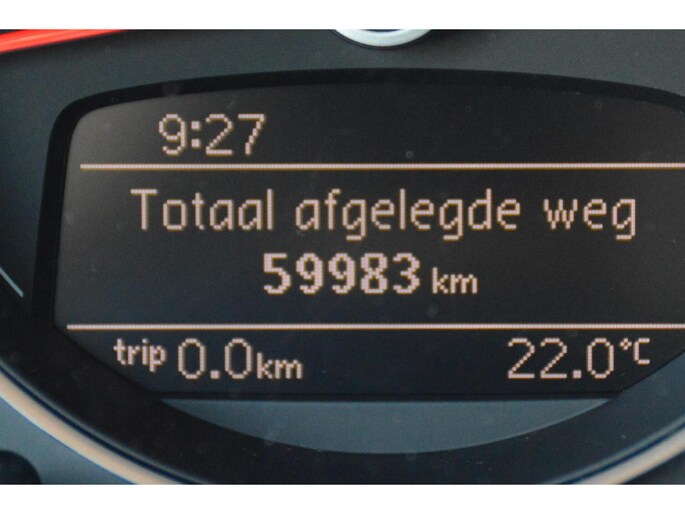 9:27
Totaal afgelegde weg
59983 km
trip 0.0km 22.0°C